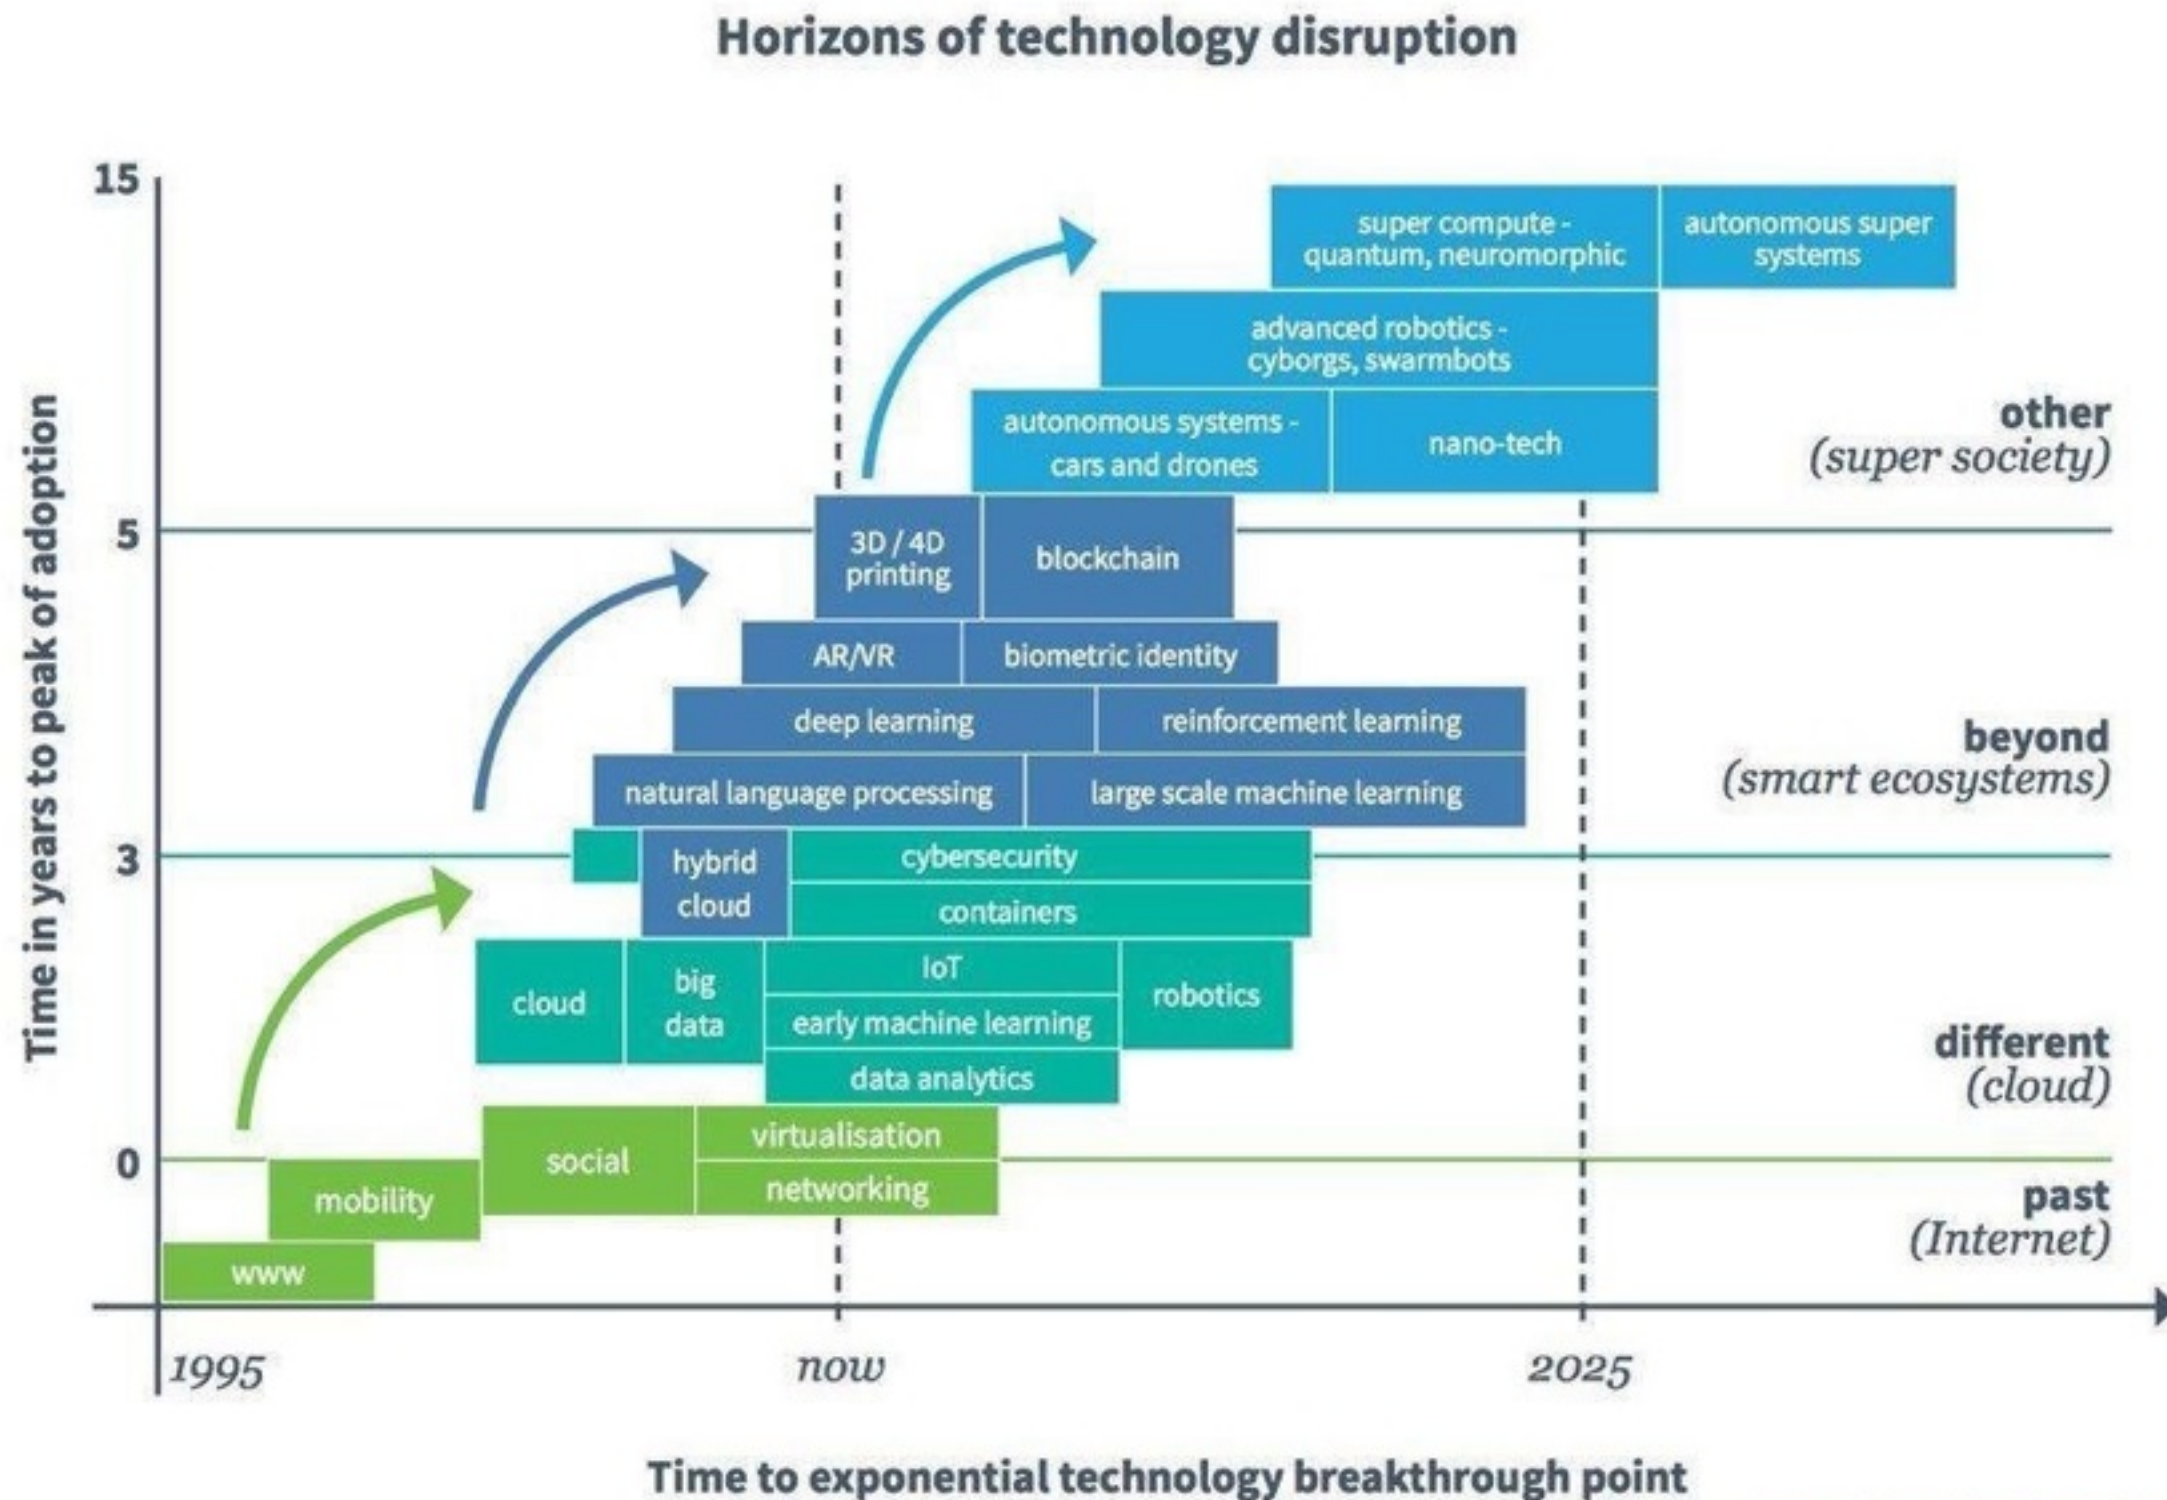 Horizons of technology disruption
15
super compute -
quantum, neuromorphic
autonomous super
systems
advanced robotics -
cyborgs, swarmbots
autonomous systems -
cars and drones
nano-tech
other
(super society)
5
3D / 4D
printing
blockchain
AR/VR
biometric identity
deep learning
reinforcement learning
beyond
(smart ecosystems)
natural language processing
large scale machine learning
3
hybrid
cloud
cybersecurity
containers
cloud
big
data
IoT
early machine learning
data analytics
robotics
different
(cloud)
0
social
virtualisation
networking
mobility
www
past
(Internet)
Time in years to peak of adoption
1995
now
2025
Time to exponential technology breakthrough point